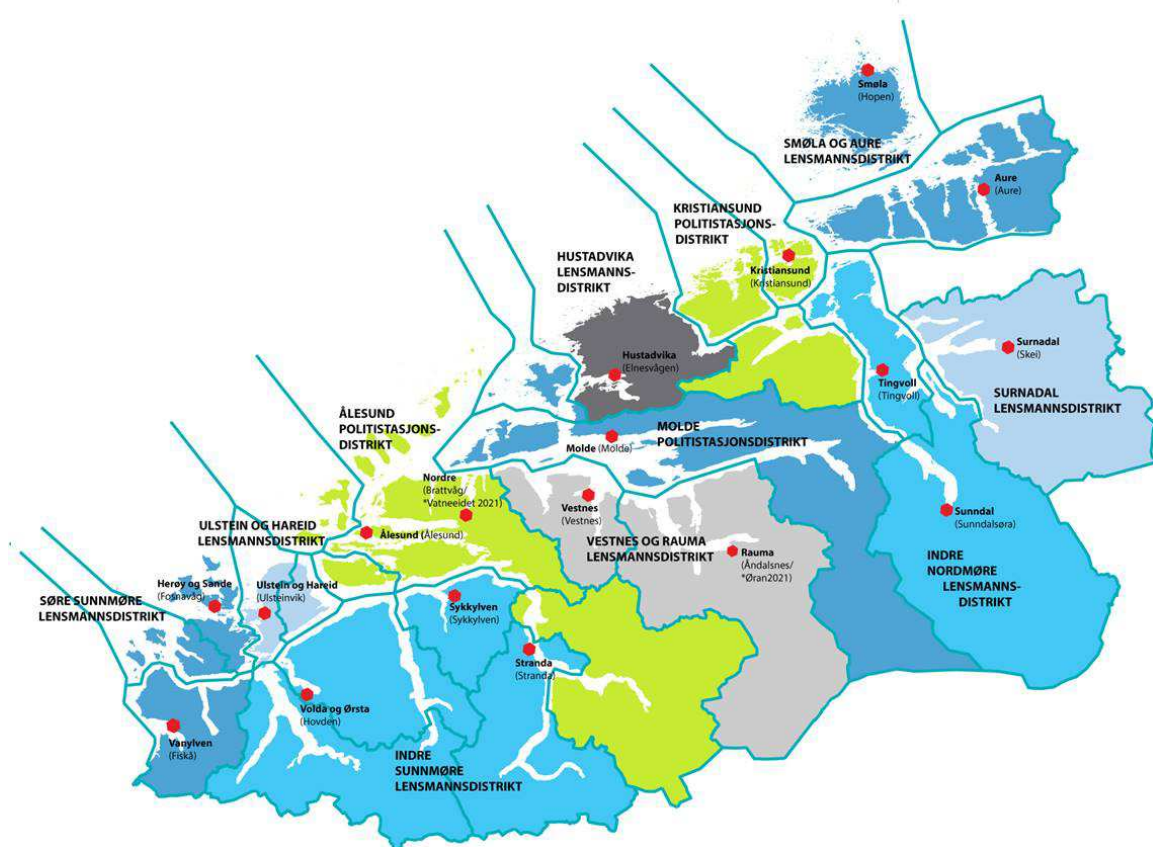 Smøla
(Hopen)
SMØLA OG AURE
LENSMANNSDISTRIKT
Aure
(Aure)
KRISTIANSUND
POLITISTASJONS-
DISTRIKT
Kristiansund
(Kristiansund)
HUSTADVIKA
LENSMANNS-
DISTRIKT
Hustadvika
(Elnesvågen)
Surnadal
(Skei)
Tingvoll
(Tingvoll)
SURNADAL
LENSMANNSDISTRIKT
ÅLESUND
POLITISTASJONS-
DISTRIKT
MOLDE
POLITISTASJONSDISTRIKT
Molde (Molde)
Nordre
(Brattvåg/
*Vatneeidet 2021)
Vestnes
(Vestnes)
Sunndal
(Sunndalsøra)
ULSTEIN OG HAREID
LENSMANNSDISTRIKT
Ålesund (Ålesund)
VESTNES OG RAUMA
LENSMANNSDISTRIKT
Rauma
(Åndalsnes/
*Øran2021)
INDRE
NORDMØRE
LENSMANNS-
DISTRIKT
Herøy og Sande
(Fosnavåg)
Ulstein og Hareid
(Ulsteinvik)
SØRE SUNNMØRE
LENSMANNSDISTRIKT
Sykkylven
(Sykkylven)
Stranda
(Stranda)
Volda og Ørsta
(Hovden)
Vanylven
(Fiskå)
INDRE
SUNNMØRE
LENSMANNSDISTRIKT